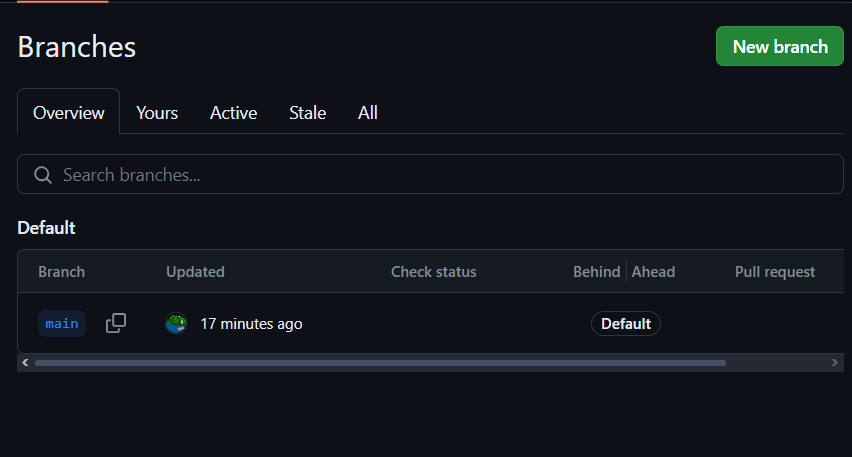 Branches
New branch
Overview Yours Active Stale All
Search branches...
Default
Branch Updated Check status Behind Ahead Pull request
main 17 minutes ago Default